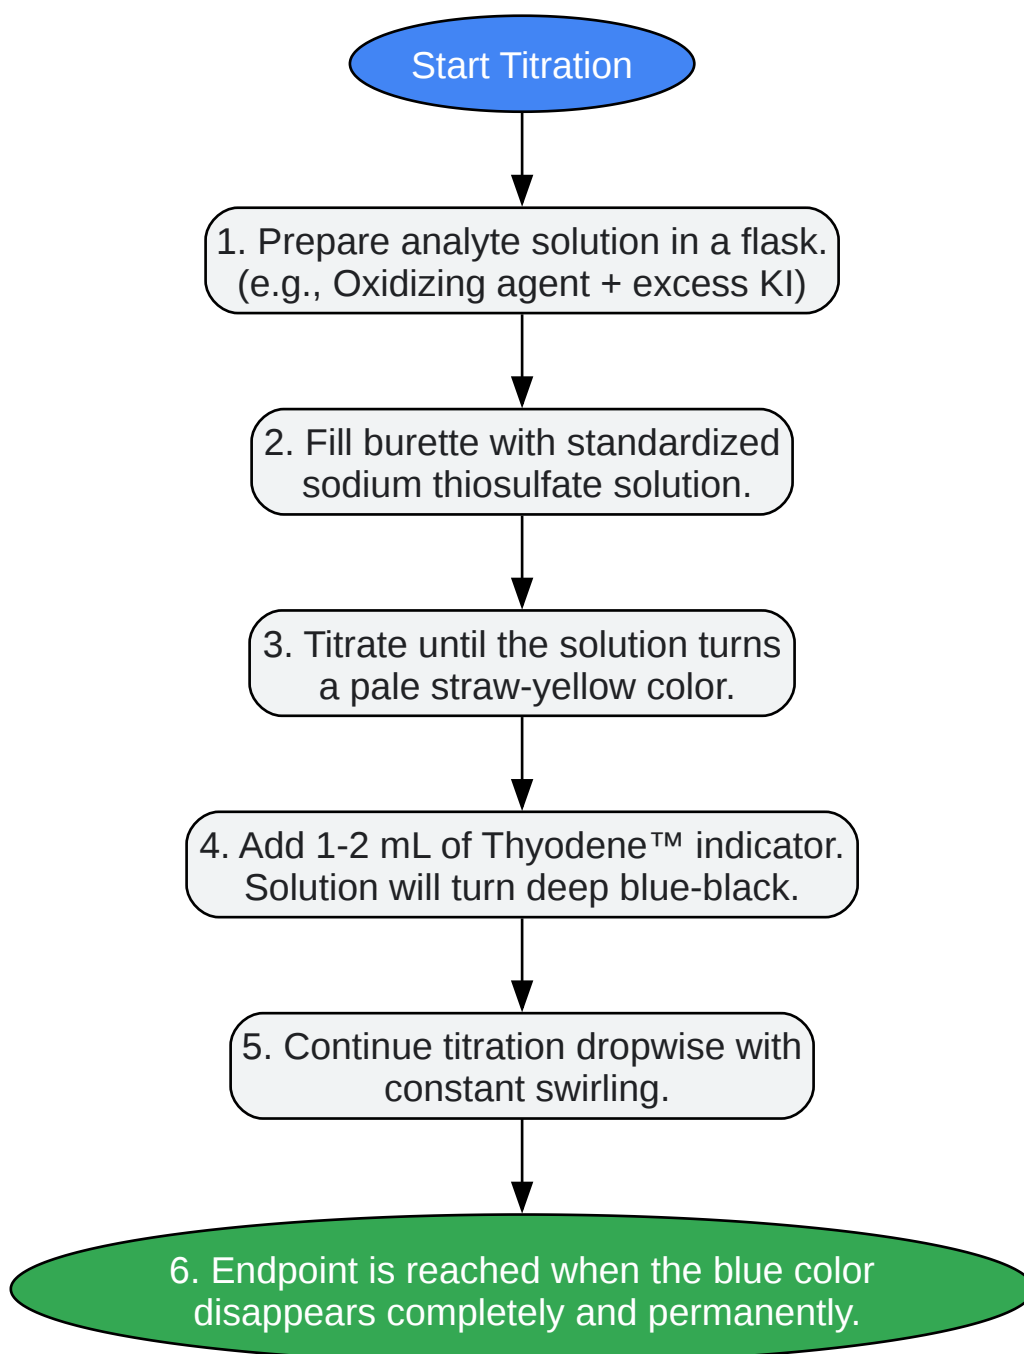 Start Titration
1. Prepare analyte solution in a flask.
(e.g., Oxidizing agent + excess KI)
2. Fill burette with standardized
sodium thiosulfate solution.
3. Titrate until the solution turns
a pale straw-yellow color.
4. Add 1-2 mL of Thyodene™ indicator.
Solution will turn deep blue-black.
5. Continue titration dropwise with
constant swirling.
6. Endpoint is reached when the blue color
disappears completely and permanently.